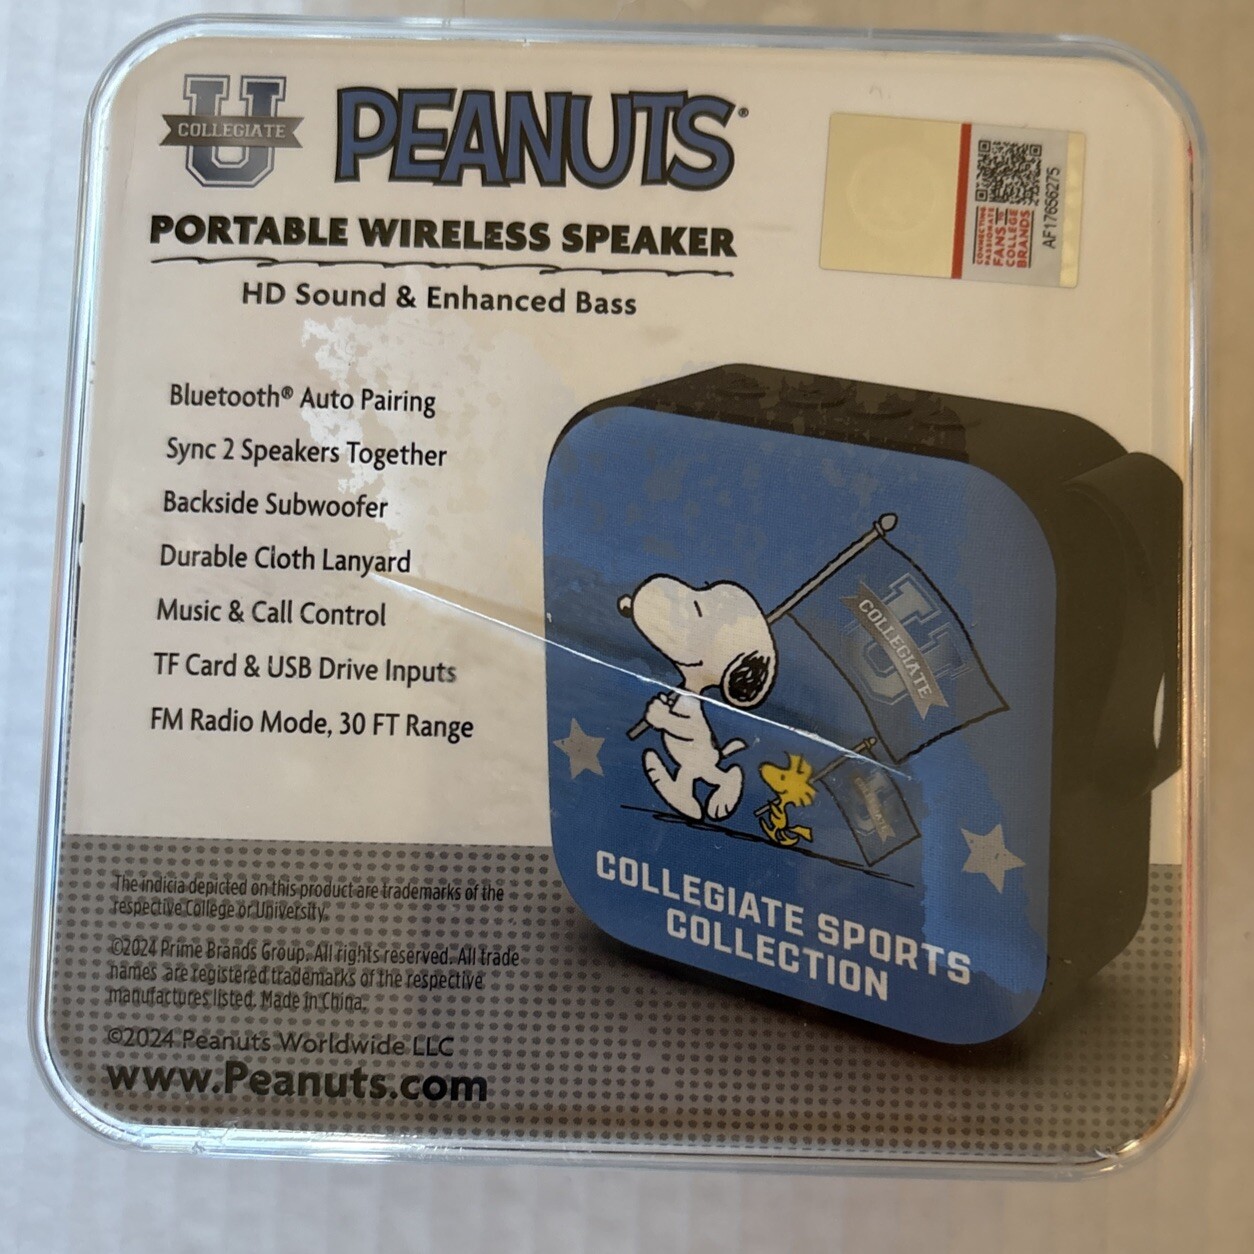 U
COLLEGIATE
PEANUTS®
PORTABLE WIRELESS SPEAKER
HD Sound & Enhanced Bass
CONNECTING
PASSIONATE
FANS to
COLLEGE
BRANDS
AF17656275
Bluetooth® Auto Pairing
Sync 2 Speakers Together
Backside Subwoofer
Durable Cloth Lanyard
Music & Call Control
TF Card & USB Drive Inputs
FM Radio Mode, 30 FT Range
U
COLLEGIATE
U
COLLEGIATE SPORTS
COLLECTION
The indicia depicted on this product are trademarks of the
respective College or University.
©2024 Prime Brands Group. All rights reserved. All trade
names are registered trademarks of the respective
manufactures listed. Made in China.
©2024 Peanuts Worldwide LLC
www.Peanuts.com